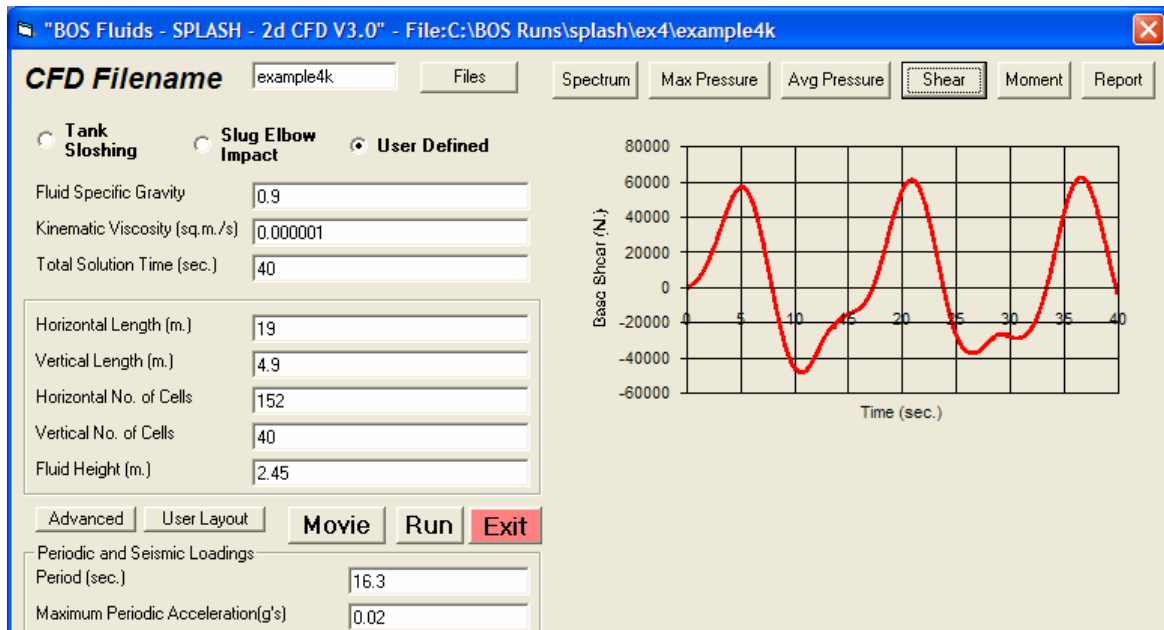 "BOS Fluids - SPLASH - 2d CFD V3.0" - File:C:\BOS Runs\splash\ex4\example4k
CFD Filename example4k Files
Spectrum Max Pressure Avg Pressure Shear Moment Report
Tank Sloshing
Slug Elbow Impact
User Defined
Fluid Specific Gravity 0.9
Kinematic Viscosity (sq.m./s) 0.000001
Total Solution Time (sec.) 40
Horizontal Length (m.) 19
Vertical Length (m.) 4.9
Horizontal No. of Cells 152
Vertical No. of Cells 40
Fluid Height (m.) 2.45
Advanced User Layout Movie Run Exit
Periodic and Seismic Loadings
Period (sec.) 16.3
Maximum Periodic Acceleration(g's) 0.02
Base Shear (N.)
80000
60000
40000
20000
0
-20000
-40000
-60000
0 5 10 15 20 25 30 35 40
Time (sec.)